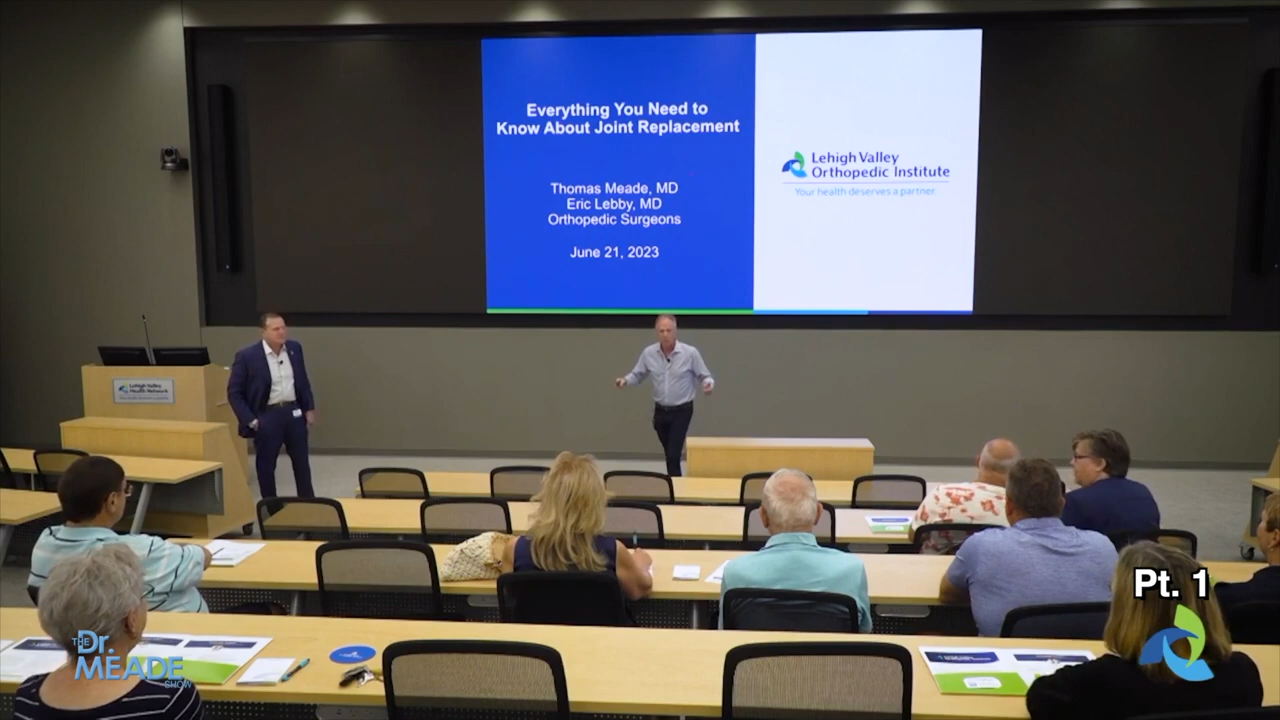 Everything You Need to
Know About Joint Replacement
Thomas Meade, MD
Eric Lebby, MD
Orthopedic Surgeons
June 21, 2023
Lehigh Valley
Orthopedic Institute
Your health deserves a partner.
Lehigh Valley
Health Network
Pt. 1
THE
Dr.
MEADE
SHOW